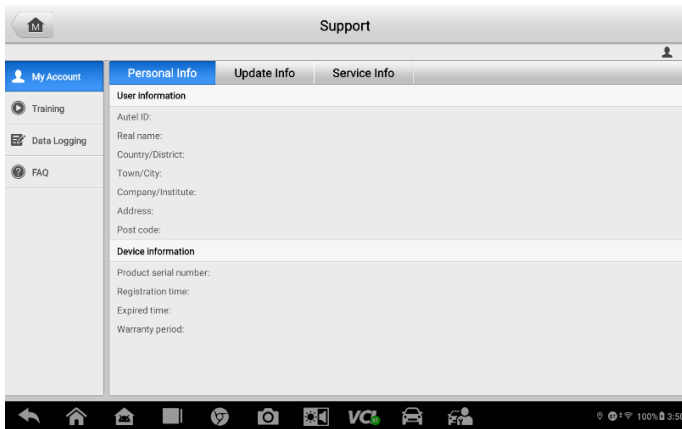 M
Support
My Account
Training
Data Logging
FAQ
Personal Info Update Info Service Info
User information
Autel ID:
Real name:
Country/District:
Town/City:
Company/Institute:
Address:
Post code:
Device information
Product serial number:
Registration time:
Expired time:
Warranty period:
VCI 100% 3:50